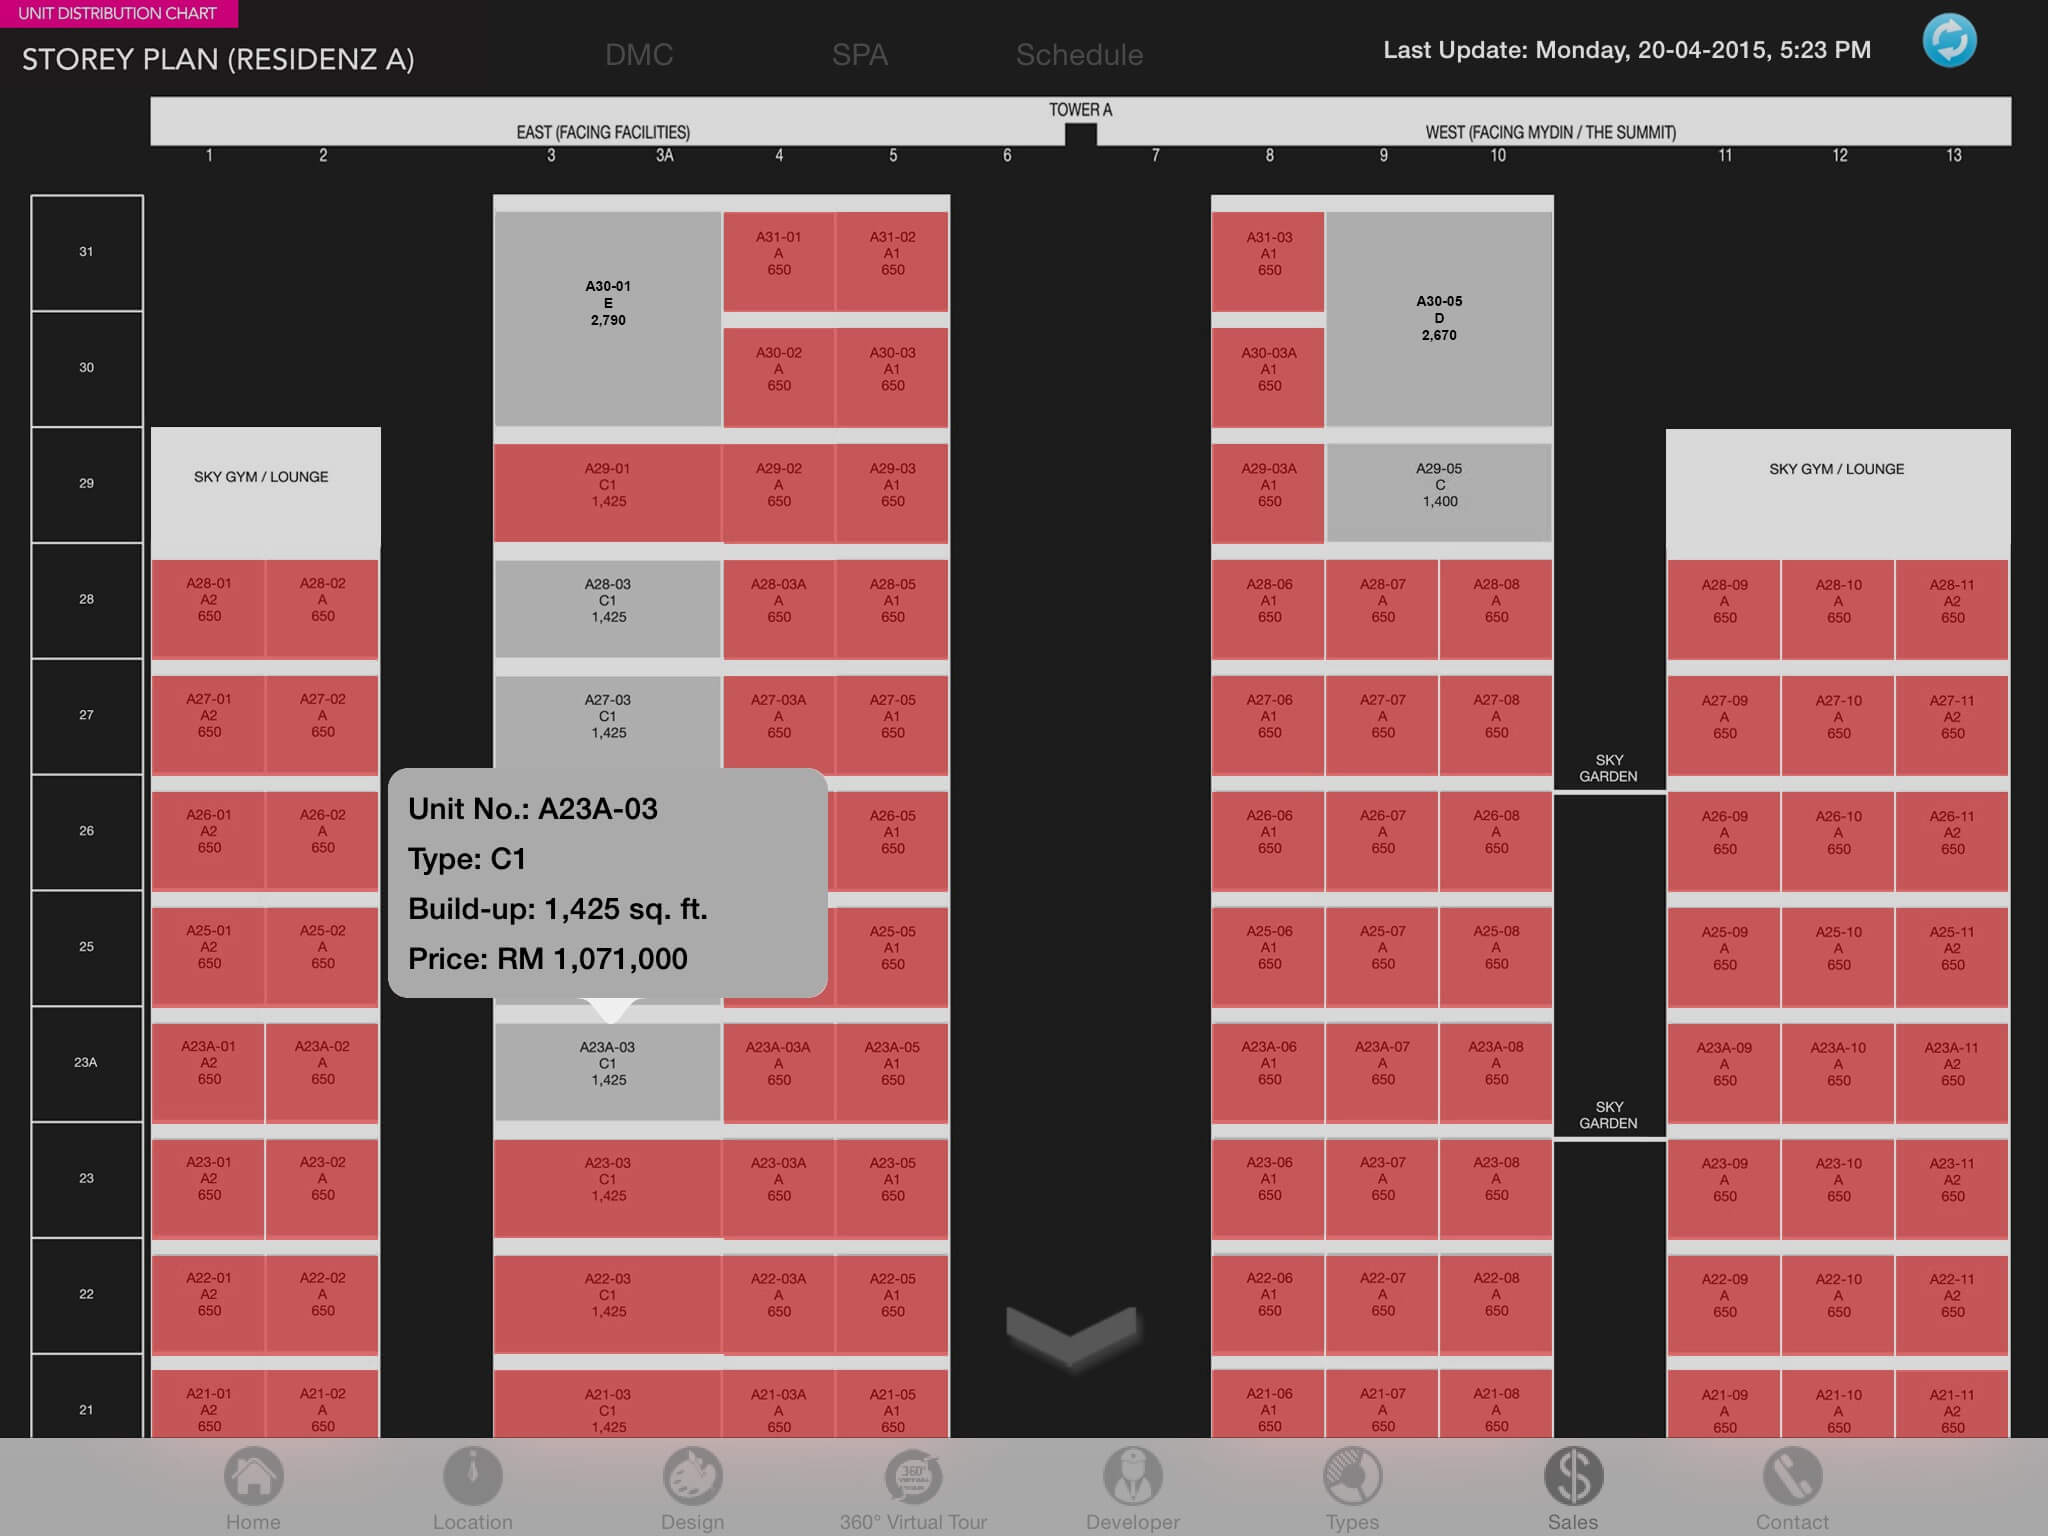 UNIT DISTRIBUTION CHART
STOREY PLAN (RESIDENZ A)
DMC
SPA
Schedule
Last Update: Monday, 20-04-2015, 5:23 PM
TOWER A
EAST (FACING FACILITIES)
WEST (FACING MYDIN / THE SUMMIT)
1 2 3 3A 4 5 6 7 8 9 10 11 12 13
31
A30-01 A31-01 A31-02 A31-03 A30-05
E A A1 A1 D
2,790 650 650 650 2,670
30
A30-02 A30-03 A30-03A
A A1 A1
650 650 650
29
SKY GYM / LOUNGE
A29-01 A29-02 A29-03 A29-03A A29-05
C1 A A1 A1 C
1,425 650 650 650 1,400
SKY GYM / LOUNGE
28
A28-01 A28-02 A28-03 A28-03A A28-05 A28-06 A28-07 A28-08 A28-09 A28-10 A28-11
A2 A C1 A A1 A1 A A A A A2
650 650 1,425 650 650 650 650 650 650 650 650
27
A27-01 A27-02 A27-03 A27-03A A27-05 A27-06 A27-07 A27-08 A27-09 A27-10 A27-11
A2 A C1 A A1 A1 A A A A A2
650 650 1,425 650 650 650 650 650 650 650 650
SKY
GARDEN
26
A26-01 A26-02 A26-05 A26-06 A26-07 A26-08 A26-09 A26-10 A26-11
A2 A A1 A1 A A A A A2
650 650 650 650 650 650 650 650 650
Unit No.: A23A-03
Type: C1
Build-up: 1,425 sq. ft.
Price: RM 1,071,000
25
A25-01 A25-02 A25-05 A25-06 A25-07 A25-08 A25-09 A25-10 A25-11
A2 A A1 A1 A A A A A2
650 650 650 650 650 650 650 650 650
23A
A23A-01 A23A-02 A23A-03 A23A-03A A23A-05 A23A-06 A23A-07 A23A-08 A23A-09 A23A-10 A23A-11
A2 A C1 A A1 A1 A A A A A2
650 650 1,425 650 650 650 650 650 650 650 650
SKY
GARDEN
23
A23-01 A23-02 A23-03 A23-03A A23-05 A23-06 A23-07 A23-08 A23-09 A23-10 A23-11
A2 A C1 A A1 A1 A A A A A2
650 650 1,425 650 650 650 650 650 650 650 650
22
A22-01 A22-02 A22-03 A22-03A A22-05 A22-06 A22-07 A22-08 A22-09 A22-10 A22-11
A2 A C1 A A1 A1 A A A A A2
650 650 1,425 650 650 650 650 650 650 650 650
21
A21-01 A21-02 A21-03 A21-03A A21-05 A21-06 A21-07 A21-08 A21-09 A21-10 A21-11
A2 A C1 A A1 A1 A A A A A2
650 650 1,425 650 650 650 650 650 650 650 650
360°
Home
Location
Design
360° Virtual Tour
Developer
Types
Sales
Contact